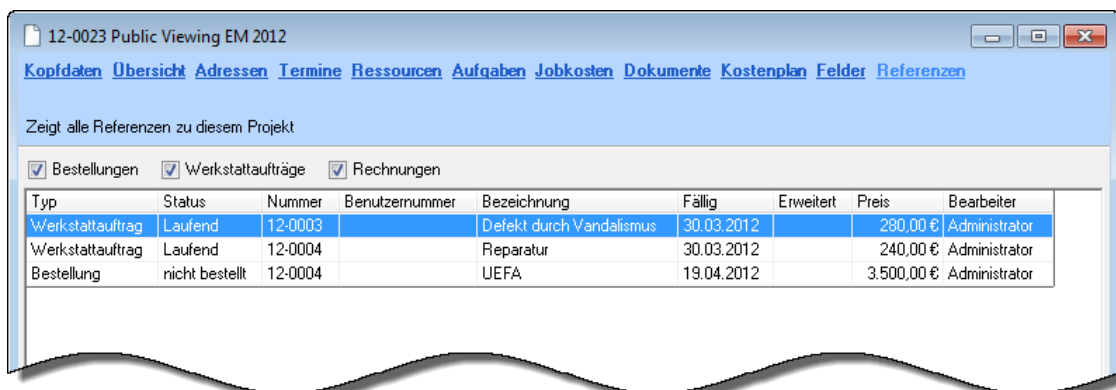 12-0023 Public Viewing EM 2012
Kopfdaten Übersicht Adressen Termine Ressourcen Aufgaben Jobkosten Dokumente Kostenplan Felder Referenzen
Zeigt alle Referenzen zu diesem Projekt
Bestellungen Werkstattaufträge Rechnungen
Typ Status Nummer Benutzernummer Bezeichnung Fällig Erweitert Preis Bearbeiter
Werkstattauftrag Laufend 12-0003 Defekt durch Vandalismus 30.03.2012 280,00 € Administrator
Werkstattauftrag Laufend 12-0004 Reparatur 30.03.2012 240,00 € Administrator
Bestellung nicht bestellt 12-0004 UEFA 19.04.2012 3.500,00 € Administrator